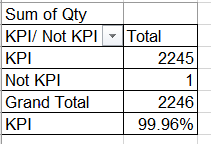 Sum of Qty
KPI/ Not KPI Total
KPI 2245
Not KPI 1
Grand Total 2246
KPI 99.96%